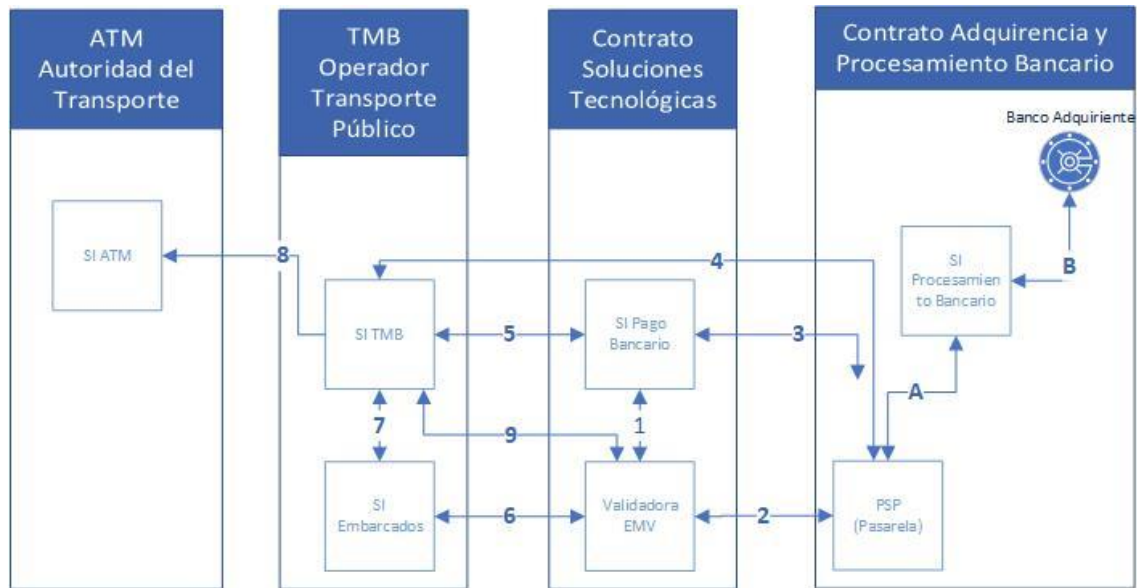 ATM
Autoridad del
Transporte
TMB
Operador
Transporte
Público
Contrato
Soluciones
Tecnológicas
Contrato Adquirencia y
Procesamiento Bancario
Banco Adquiriente
SI ATM
8
4
SI
Procesamien
to Bancario
B
SI TMB
5
SI Pago
Bancario
3
A
7
9
1
SI
Embarcados
6
Validadora
EMV
2
PSP
(Pasarela)